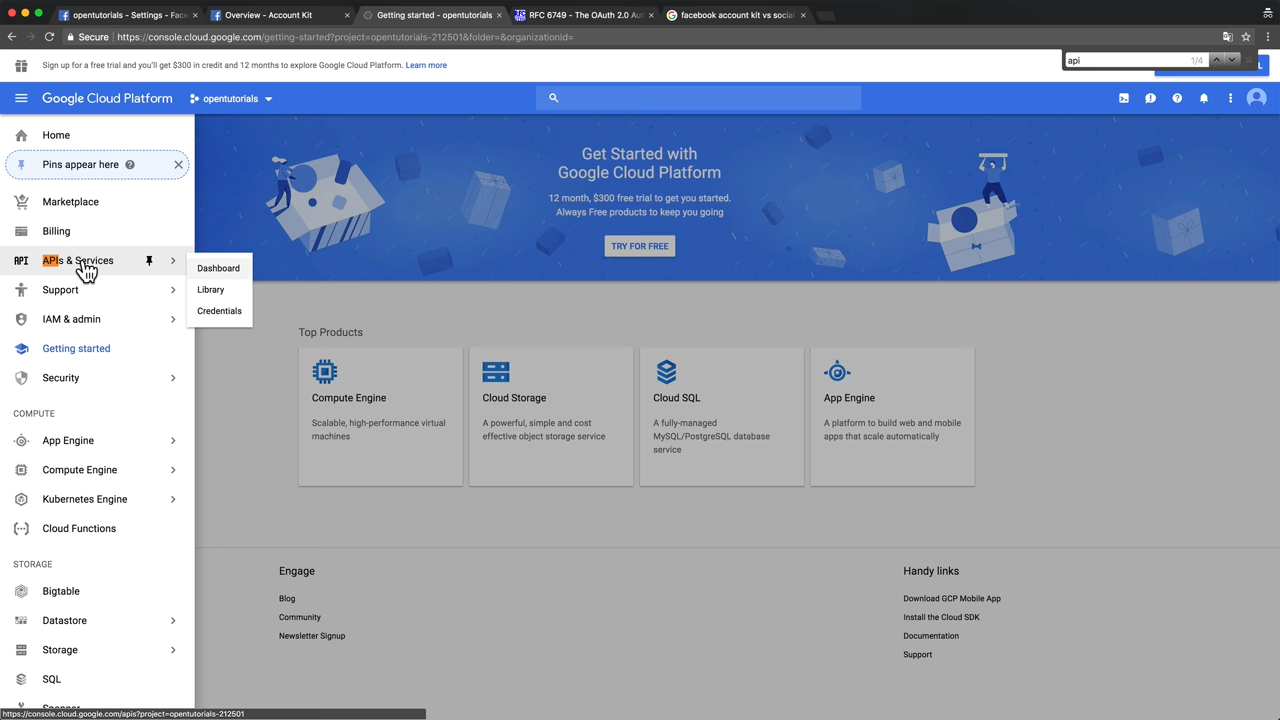 opentutorials - Settings - Fac
Overview - Account Kit
Getting started - opentutorials
RFC 6749 - The OAuth 2.0 Aut
facebook account kit vs social
Secure
https://console.cloud.google.com/getting-started?project=opentutorials-212501&folder=&organizationId=
Sign up for a free trial and you'll get $300 in credit and 12 months to explore Google Cloud Platform. Learn more
api
1/4
Google Cloud Platform
opentutorials
Home
Pins appear here
Marketplace
Billing
API
APIs & Services
Support
IAM & admin
Getting started
Security
COMPUTE
App Engine
Compute Engine
Kubernetes Engine
Cloud Functions
STORAGE
Bigtable
Datastore
Storage
SQL
Spanner
https://console.cloud.google.com/apis?project=opentutorials-212501
Dashboard
Library
Credentials
Get Started with
Google Cloud Platform
12 month, $300 free trial to get you started.
Always Free products to keep you going
TRY FOR FREE
Top Products
Compute Engine
Scalable, high-performance virtual
machines
Cloud Storage
A powerful, simple and cost
effective object storage service
Cloud SQL
A fully-managed
MySQL/PostgreSQL database
service
App Engine
A platform to build web and mobile
apps that scale automatically
Engage
Blog
Community
Newsletter Signup
Handy links
Download GCP Mobile App
Install the Cloud SDK
Documentation
Support